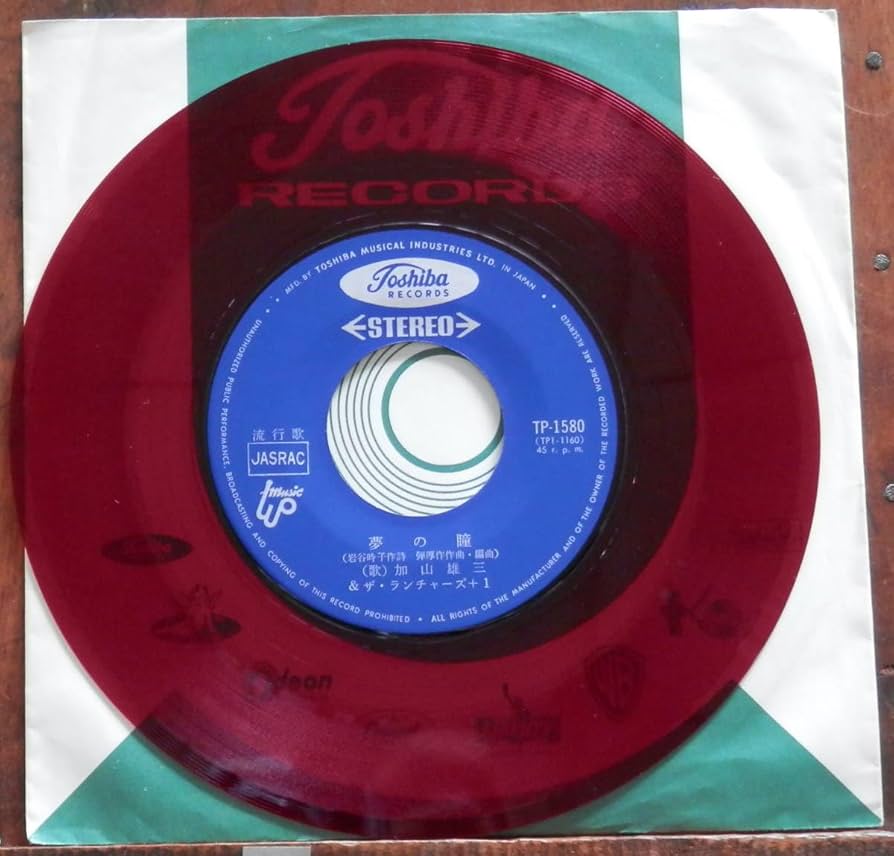 Toshiba
RECORDS
MFD. BY TOSHIBA MUSICAL INDUSTRIES LTD. IN JAPAN
Toshiba
RECORDS
STEREO
流行歌
JASRAC
Music
TP-1580
(TP1-1160)
45 r. p. m.
夢の瞳
(岩谷時子作詩 弾厚作作曲・編曲)
(歌) 加山雄三
&ザ・ランチャーズ+1
UNAUTHORIZED PUBLIC PERFORMANCE, BROADCASTING AND COPYING OF THIS RECORD PROHIBITED • ALL RIGHTS OF THE MANUFACTURER AND OF THE OWNER OF THE RECORDED WORK ARE RESERVED
Odeon